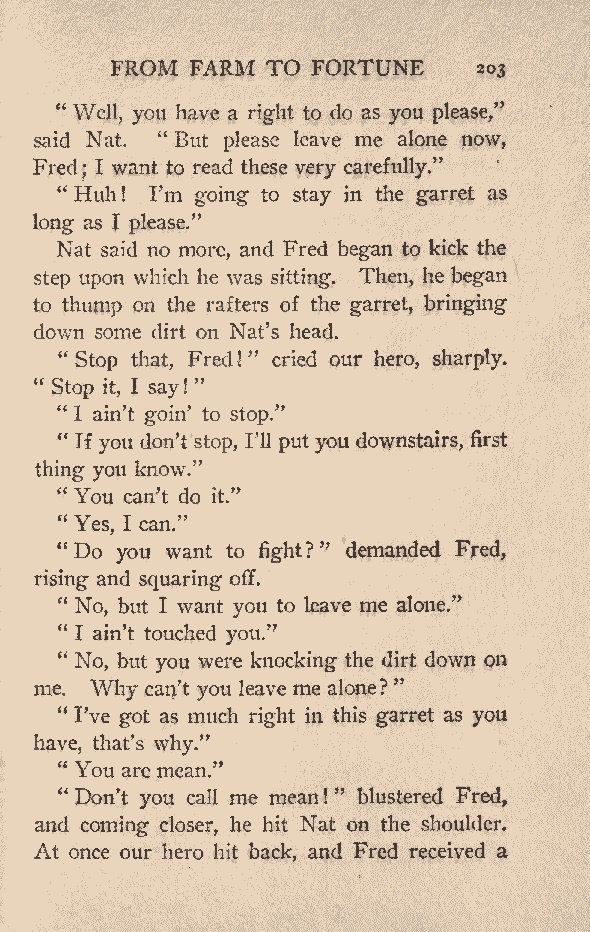 FROM FARM TO FORTUNE 203
“ Well, you have a right to do as you please,”
said Nat. “ But please leave me alone now,
Fred; I want to read these very carefully.”
“ Huh! I’m going to stay in the garret as
long as I please.”
Nat said no more, and Fred began to kick the
step upon which he was sitting. Then, he began
to thump on the rafters of the garret, bringing
down some dirt on Nat’s head.
“ Stop that, Fred!” cried our hero, sharply.
“ Stop it, I say!”
“ I ain’t goin’ to stop.”
“ If you don’t stop, I’ll put you downstairs, first
thing you know.”
“ You can’t do it.”
“ Yes, I can.”
“ Do you want to fight?” demanded Fred,
rising and squaring off.
“ No, but I want you to leave me alone.”
“ I ain’t touched you.”
“ No, but you were knocking the dirt down on
me. Why can’t you leave me alone?”
“ I’ve got as much right in this garret as you
have, that’s why.”
“ You are mean.”
“ Don’t you call me mean!” blustered Fred,
and coming closer, he hit Nat on the shoulder.
At once our hero hit back, and Fred received a